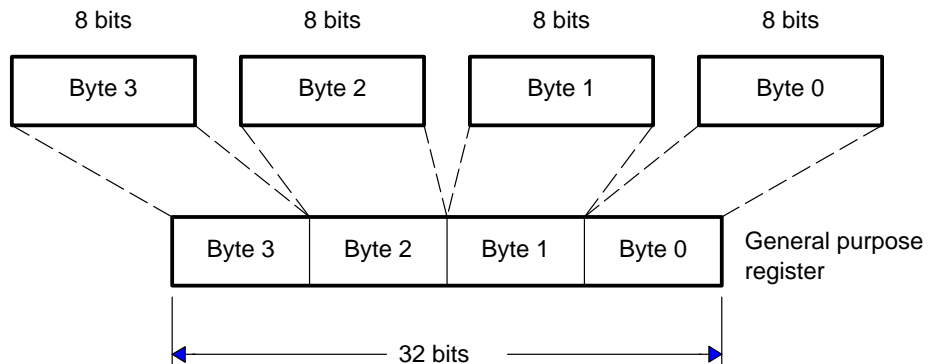 8 bits 8 bits 8 bits 8 bits
Byte 3 Byte 2 Byte 1 Byte 0
Byte 3 Byte 2 Byte 1 Byte 0
General purpose
register
32 bits